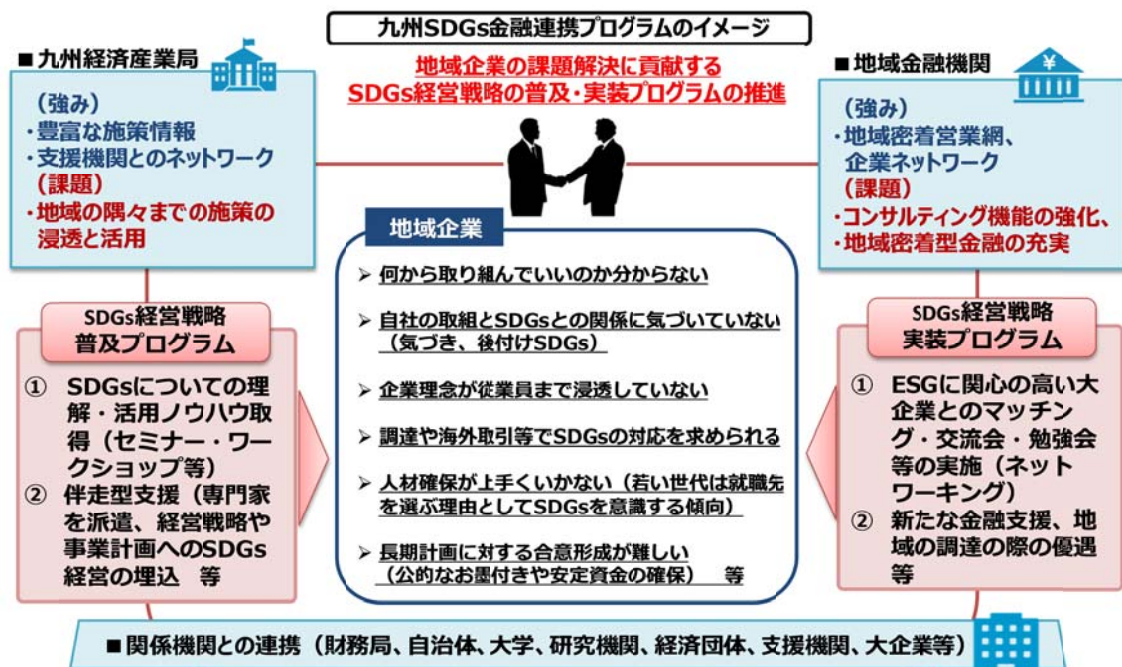 九州SDGs金融連携プログラムのイメージ
地域企業の課題解決に貢献する
SDGs経営戦略の普及・実装プログラムの推進
■九州経済産業局
(強み)
・豊富な施策情報
・支援機関とのネットワーク
(課題)
・地域の隅々までの施策の
浸透と活用
■地域金融機関
¥
(強み)
・地域密着営業網、
企業ネットワーク
(課題)
・コンサルティング機能の強化、
・地域密着型金融の充実
SDGs経営戦略
普及プログラム
① SDGsについての理
解・活用ノウハウ取
得(セミナー・ワー
クショップ等)
② 伴走型支援(専門家
を派遣、経営戦略や
事業計画へのSDGs
経営の埋込 等
地域企業
➢ 何から取り組んでいいのか分からない
➢ 自社の取組とSDGsとの関係に気づいていない
(気づき、後付けSDGs)
➢ 企業理念が従業員まで浸透していない
➢ 調達や海外取引等でSDGsの対応を求められる
➢ 人材確保が上手くいかない(若い世代は就職先
を選ぶ理由としてSDGsを意識する傾向)
➢ 長期計画に対する合意形成が難しい
(公的なお墨付きや安定資金の確保) 等
SDGs経営戦略
実装プログラム
① ESGに関心の高い大
企業とのマッチン
グ・交流会・勉強会
等の実施(ネット
ワーキング)
② 新たな金融支援、地
域の調達の際の優遇
等
■関係機関との連携(財務局、自治体、大学、研究機関、経済団体、支援機関、大企業等)